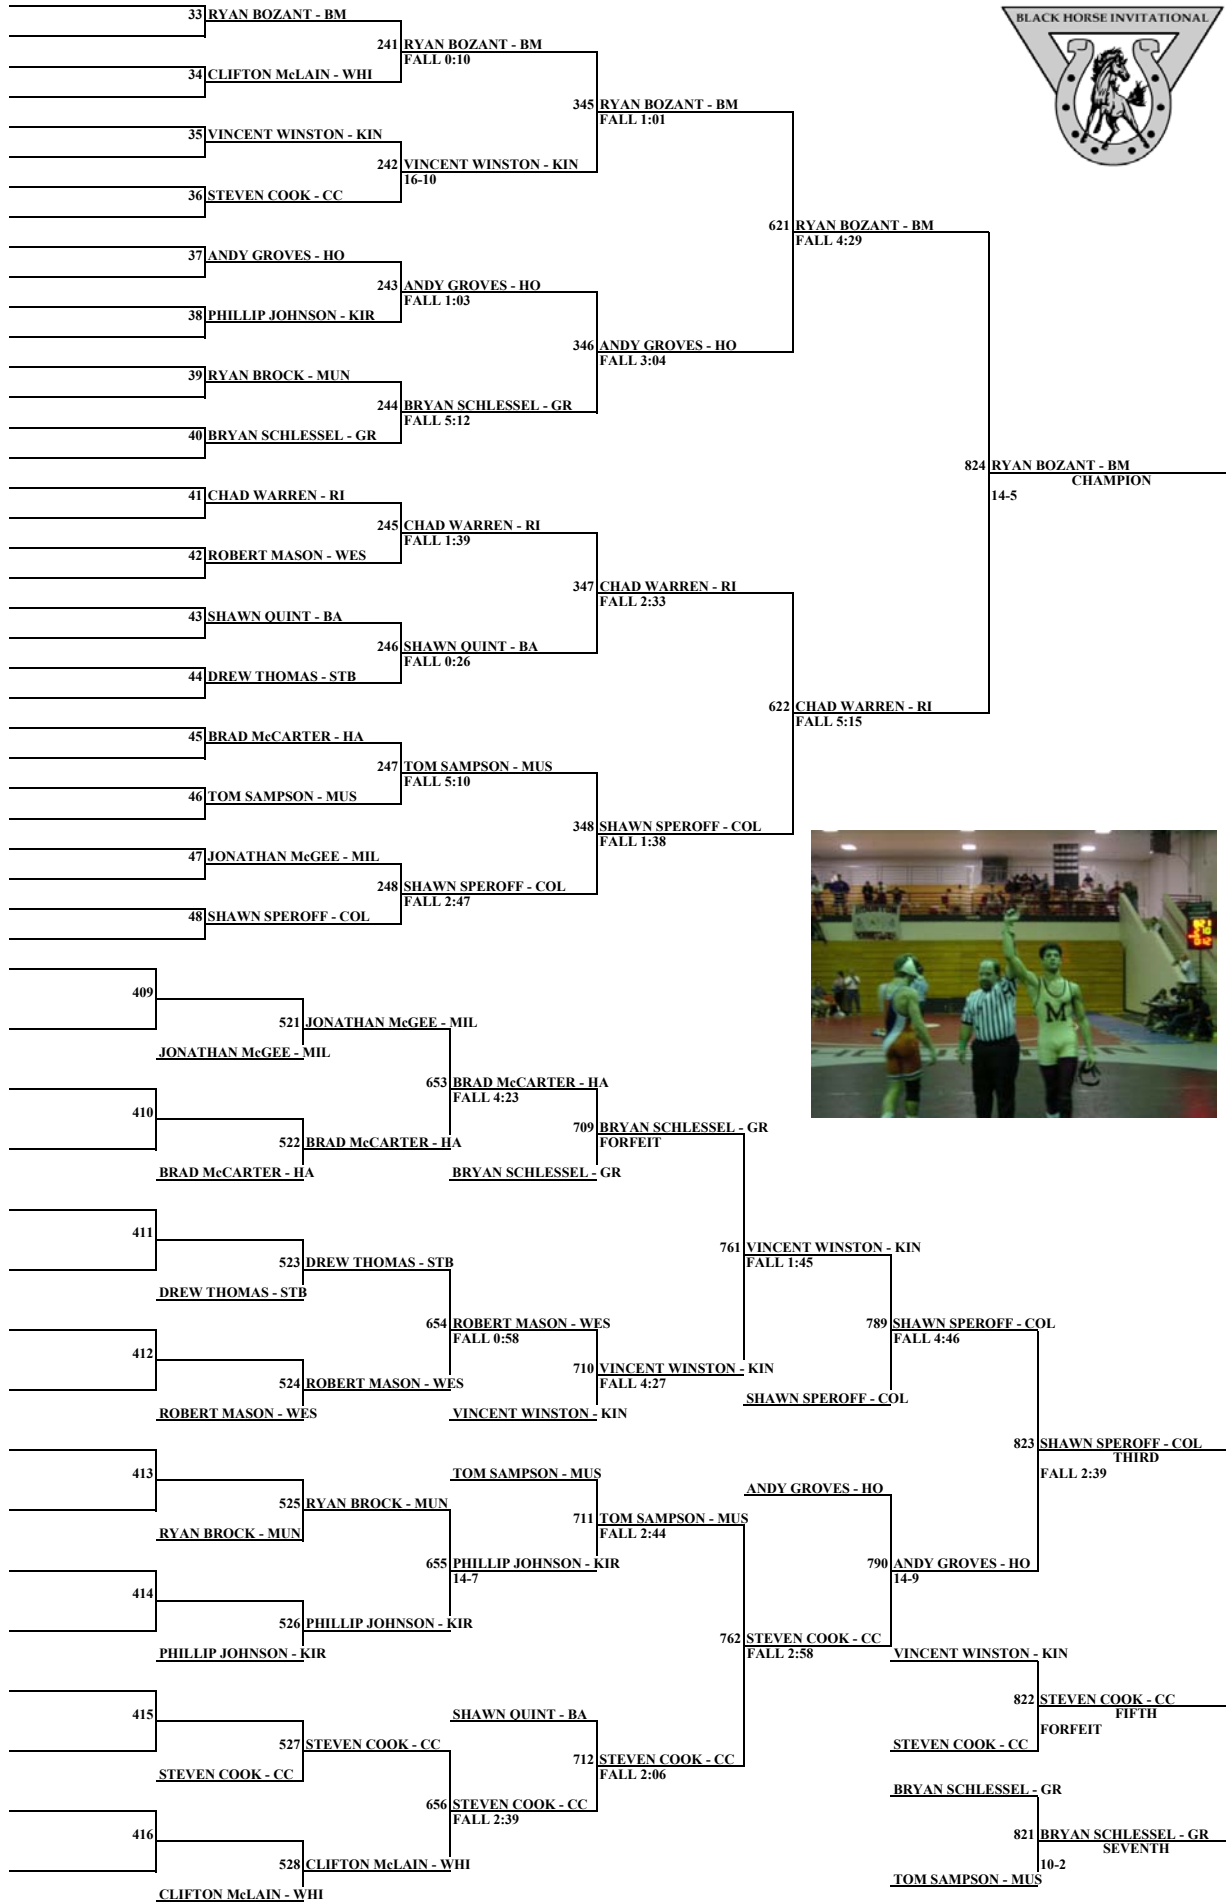 BLACK HORSE INVITATIONAL
33 RYAN BOZANT - BM
241 RYAN BOZANT - BM
FALL 0:10
34 CLIFTON McLAIN - WHI
345 RYAN BOZANT - BM
FALL 1:01
35 VINCENT WINSTON - KIN
242 VINCENT WINSTON - KIN
16-10
36 STEVEN COOK - CC
621 RYAN BOZANT - BM
FALL 4:29
37 ANDY GROVES - HO
243 ANDY GROVES - HO
FALL 1:03
38 PHILLIP JOHNSON - KIR
346 ANDY GROVES - HO
FALL 3:04
39 RYAN BROCK - MUN
244 BRYAN SCHLESSEL - GR
FALL 5:12
40 BRYAN SCHLESSEL - GR
824 RYAN BOZANT - BM
CHAMPION
14-5
41 CHAD WARREN - RI
245 CHAD WARREN - RI
FALL 1:39
42 ROBERT MASON - WES
347 CHAD WARREN - RI
FALL 2:33
43 SHAWN QUINT - BA
246 SHAWN QUINT - BA
FALL 0:26
44 DREW THOMAS - STB
622 CHAD WARREN - RI
FALL 5:15
45 BRAD McCARTER - HA
247 TOM SAMPSON - MUS
FALL 5:10
46 TOM SAMPSON - MUS
348 SHAWN SPEROFF - COL
FALL 1:38
47 JONATHAN McGEE - MIL
248 SHAWN SPEROFF - COL
FALL 2:47
48 SHAWN SPEROFF - COL
M
409
521 JONATHAN McGEE - MIL
JONATHAN McGEE - MIL
653 BRAD McCARTER - HA
FALL 4:23
410
522 BRAD McCARTER - HA
BRAD McCARTER - HA
709 BRYAN SCHLESSEL - GR
FORFEIT
BRYAN SCHLESSEL - GR
411
523 DREW THOMAS - STB
DREW THOMAS - STB
761 VINCENT WINSTON - KIN
FALL 1:45
654 ROBERT MASON - WES
FALL 0:58
789 SHAWN SPEROFF - COL
FALL 4:46
412
524 ROBERT MASON - WES
ROBERT MASON - WES
710 VINCENT WINSTON - KIN
FALL 4:27
VINCENT WINSTON - KIN
SHAWN SPEROFF - COL
823 SHAWN SPEROFF - COL
THIRD
FALL 2:39
413
525 RYAN BROCK - MUN
RYAN BROCK - MUN
TOM SAMPSON - MUS
711 TOM SAMPSON - MUS
FALL 2:44
ANDY GROVES - HO
655 PHILLIP JOHNSON - KIR
14-7
790 ANDY GROVES - HO
14-9
414
526 PHILLIP JOHNSON - KIR
PHILLIP JOHNSON - KIR
762 STEVEN COOK - CC
FALL 2:58
VINCENT WINSTON - KIN
822 STEVEN COOK - CC
FIFTH
FORFEIT
STEVEN COOK - CC
415
527 STEVEN COOK - CC
STEVEN COOK - CC
SHAWN QUINT - BA
712 STEVEN COOK - CC
FALL 2:06
656 STEVEN COOK - CC
FALL 2:39
BRYAN SCHLESSEL - GR
821 BRYAN SCHLESSEL - GR
SEVENTH
10-2
TOM SAMPSON - MUS
416
528 CLIFTON McLAIN - WHI
CLIFTON McLAIN - WHI